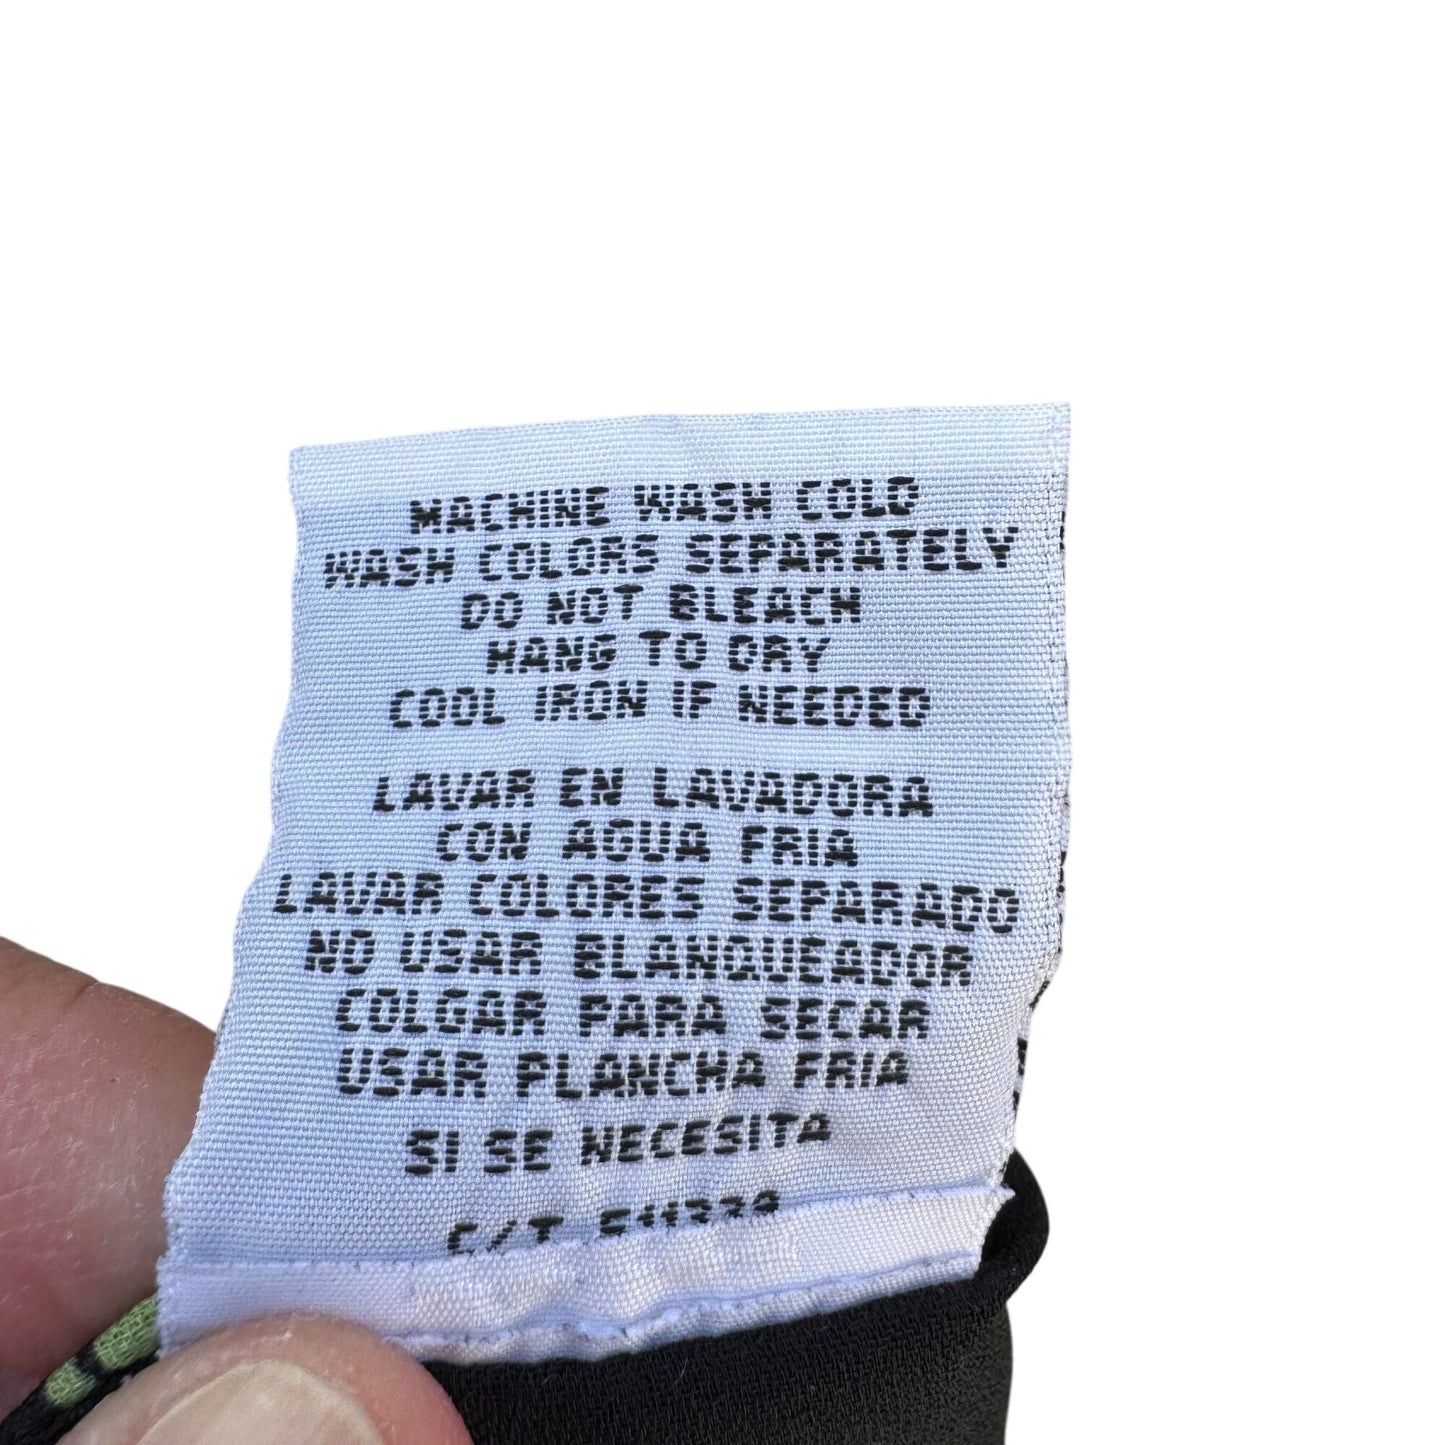 MACHINE WASH COLD
WASH COLORS SEPARATELY
DO NOT BLEACH
HANG TO DRY
COOL IRON IF NEEDED
LAVAR EN LAVADORA
CON AGUA FRIA
LAVAR COLORES SEPARADO
NO USAR BLANQUEADOR
COLGAR PARA SECAR
USAR PLANCHA FRIA
SI SE NECESITA
C/T